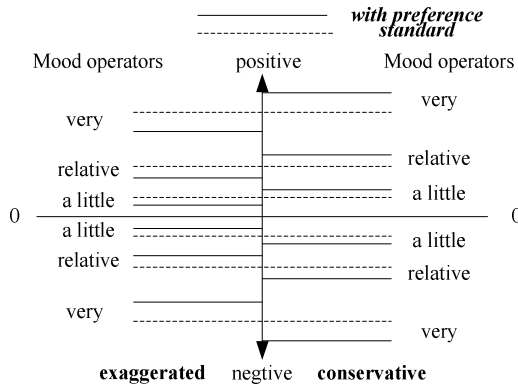 with preference
standard
Mood operators positive Mood operators
very very
relative relative
a little a little
0 0
a little a little
relative relative
very very
exaggerated negtive conservative